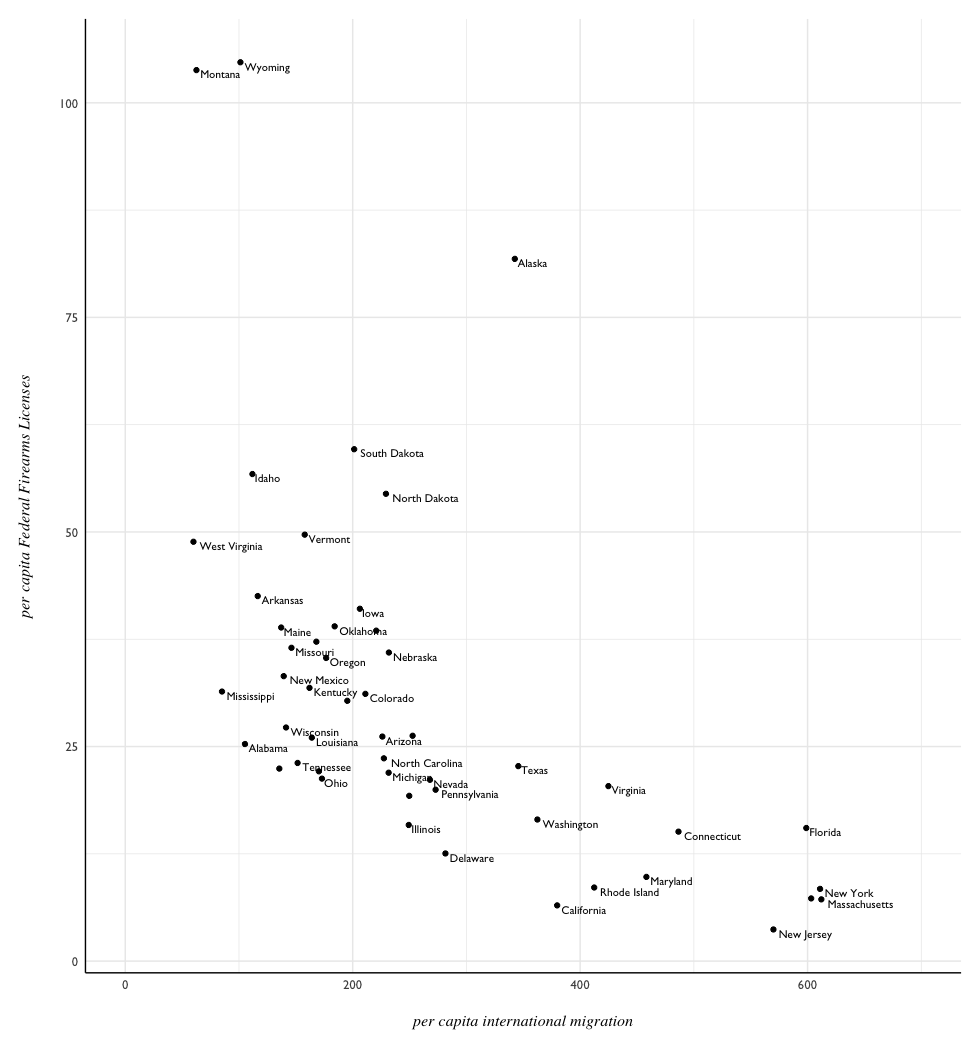 Wyoming
Montana
100
Alaska
75
South Dakota
Idaho
North Dakota
50
Vermont
West Virginia
Arkansas
Iowa
Maine
Oklahoma
Missouri
Nebraska
Oregon
New Mexico
Kentucky
Mississippi
Colorado
Wisconsin
Arizona
Louisiana
25
Alabama
North Carolina
Tennessee
Texas
Michigan
Ohio
Nevada
Virginia
Pennsylvania
Washington
Illinois
Florida
Connecticut
Delaware
Maryland
Rhode Island
New York
Massachusetts
California
New Jersey
0
0 200 400 600
per capita international migration
per capita Federal Firearms Licenses